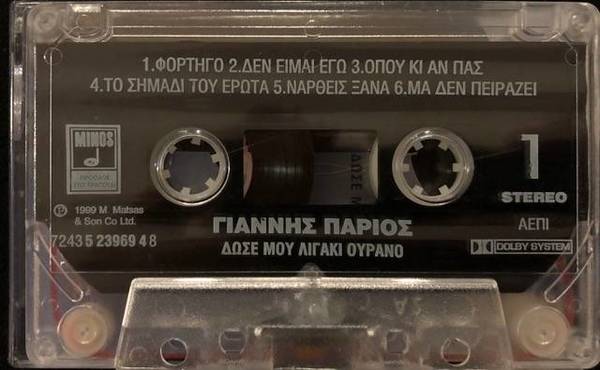 1.ΦΟΡΤΗΓΟ 2.ΔΕΝ ΕΙΜΑΙ ΕΓΩ 3.ΟΠΟΥ ΚΙ ΑΝ ΠΑΣ
4.ΤΟ ΣΗΜΑΔΙ ΤΟΥ ΕΡΩΤΑ 5.ΝΑΡΘΕΙΣ ΞΑΝΑ 6.ΜΑ ΔΕΝ ΠΕΙΡΑΖΕΙ
MINOS
1
STEREO
ΔΩΣΕ Μ
℗ 1999 M. Matsas
& Son Co Ltd.
7243 5 23969 4 8
ΓΙΑΝΝΗΣ ΠΑΡΙΟΣ
ΔΩΣΕ ΜΟΥ ΛΙΓΑΚΙ ΟΥΡΑΝΟ
ΑΕΠΙ
DOLBY SYSTEM